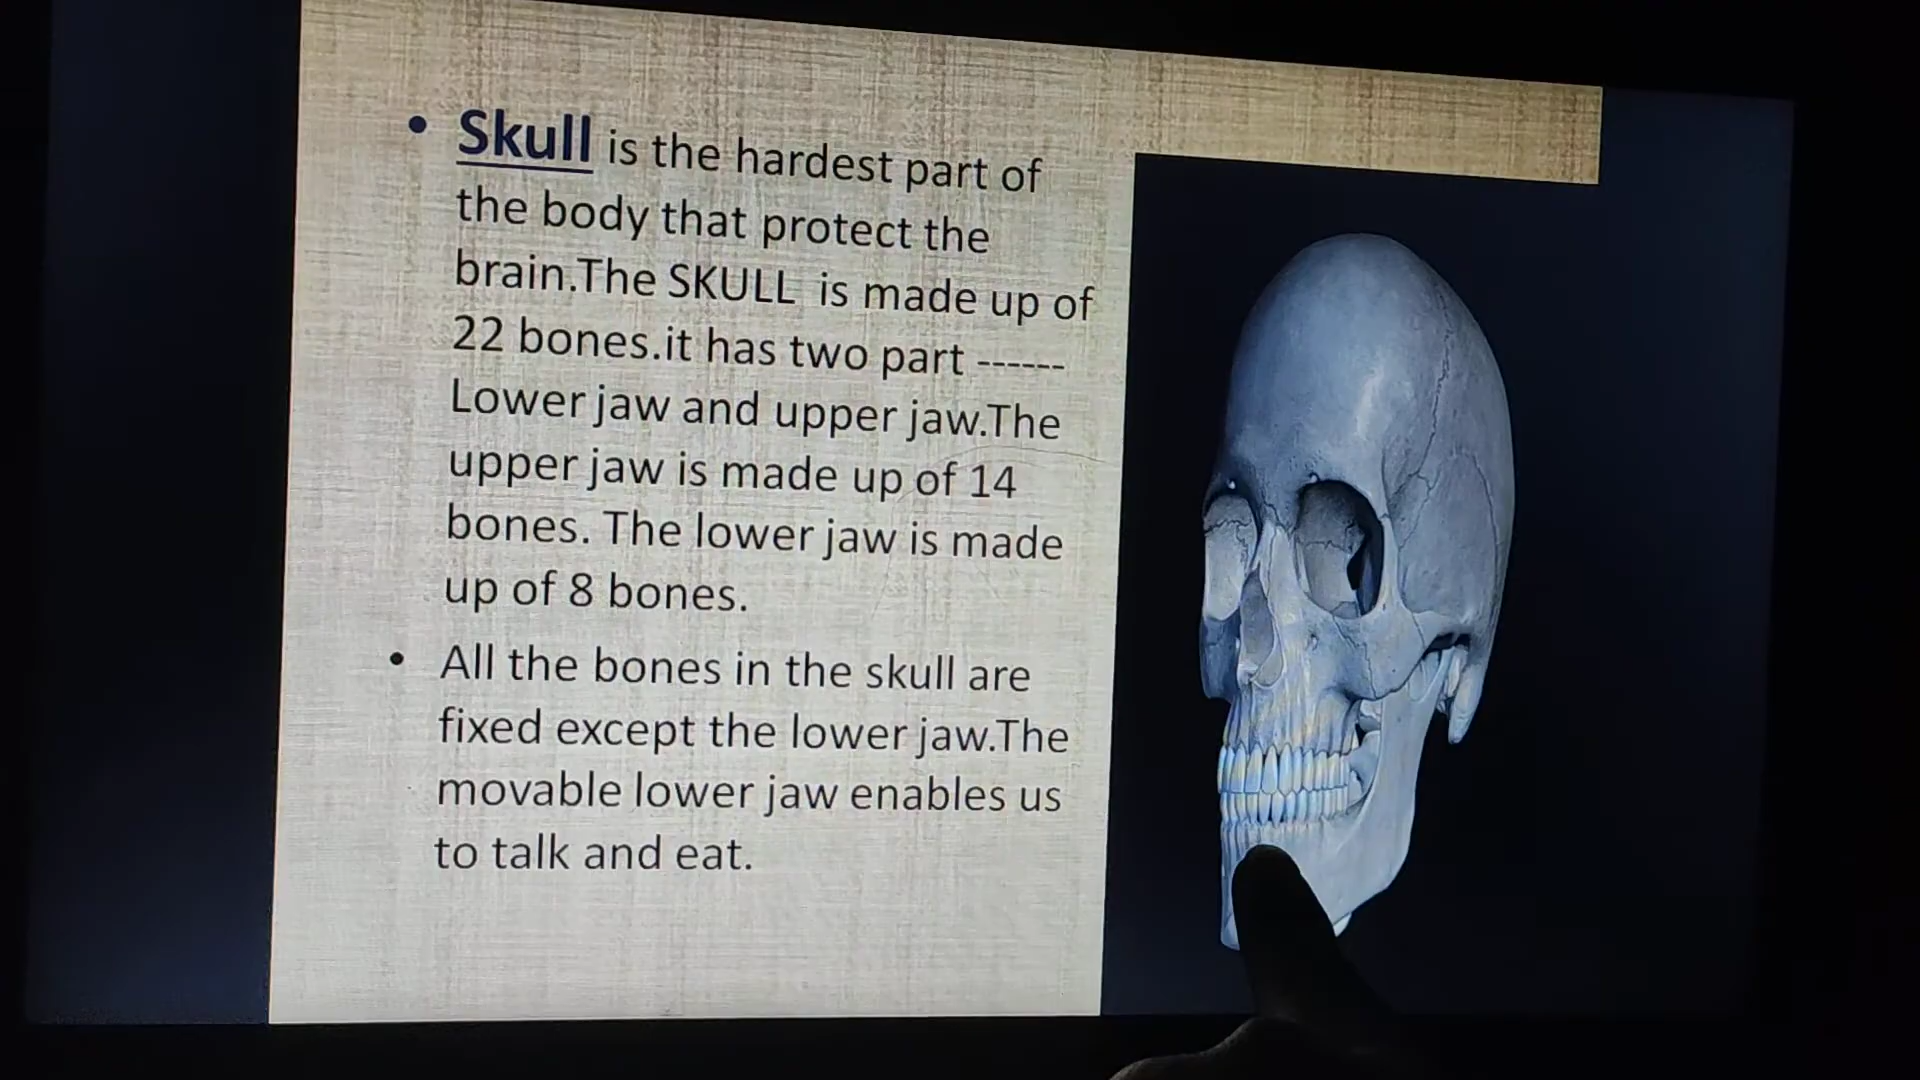 • Skull is the hardest part of
the body that protect the
brain.The SKULL is made up of
22 bones.it has two part ------
Lower jaw and upper jaw.The
upper jaw is made up of 14
bones. The lower jaw is made
up of 8 bones.
• All the bones in the skull are
fixed except the lower jaw.The
movable lower jaw enables us
to talk and eat.